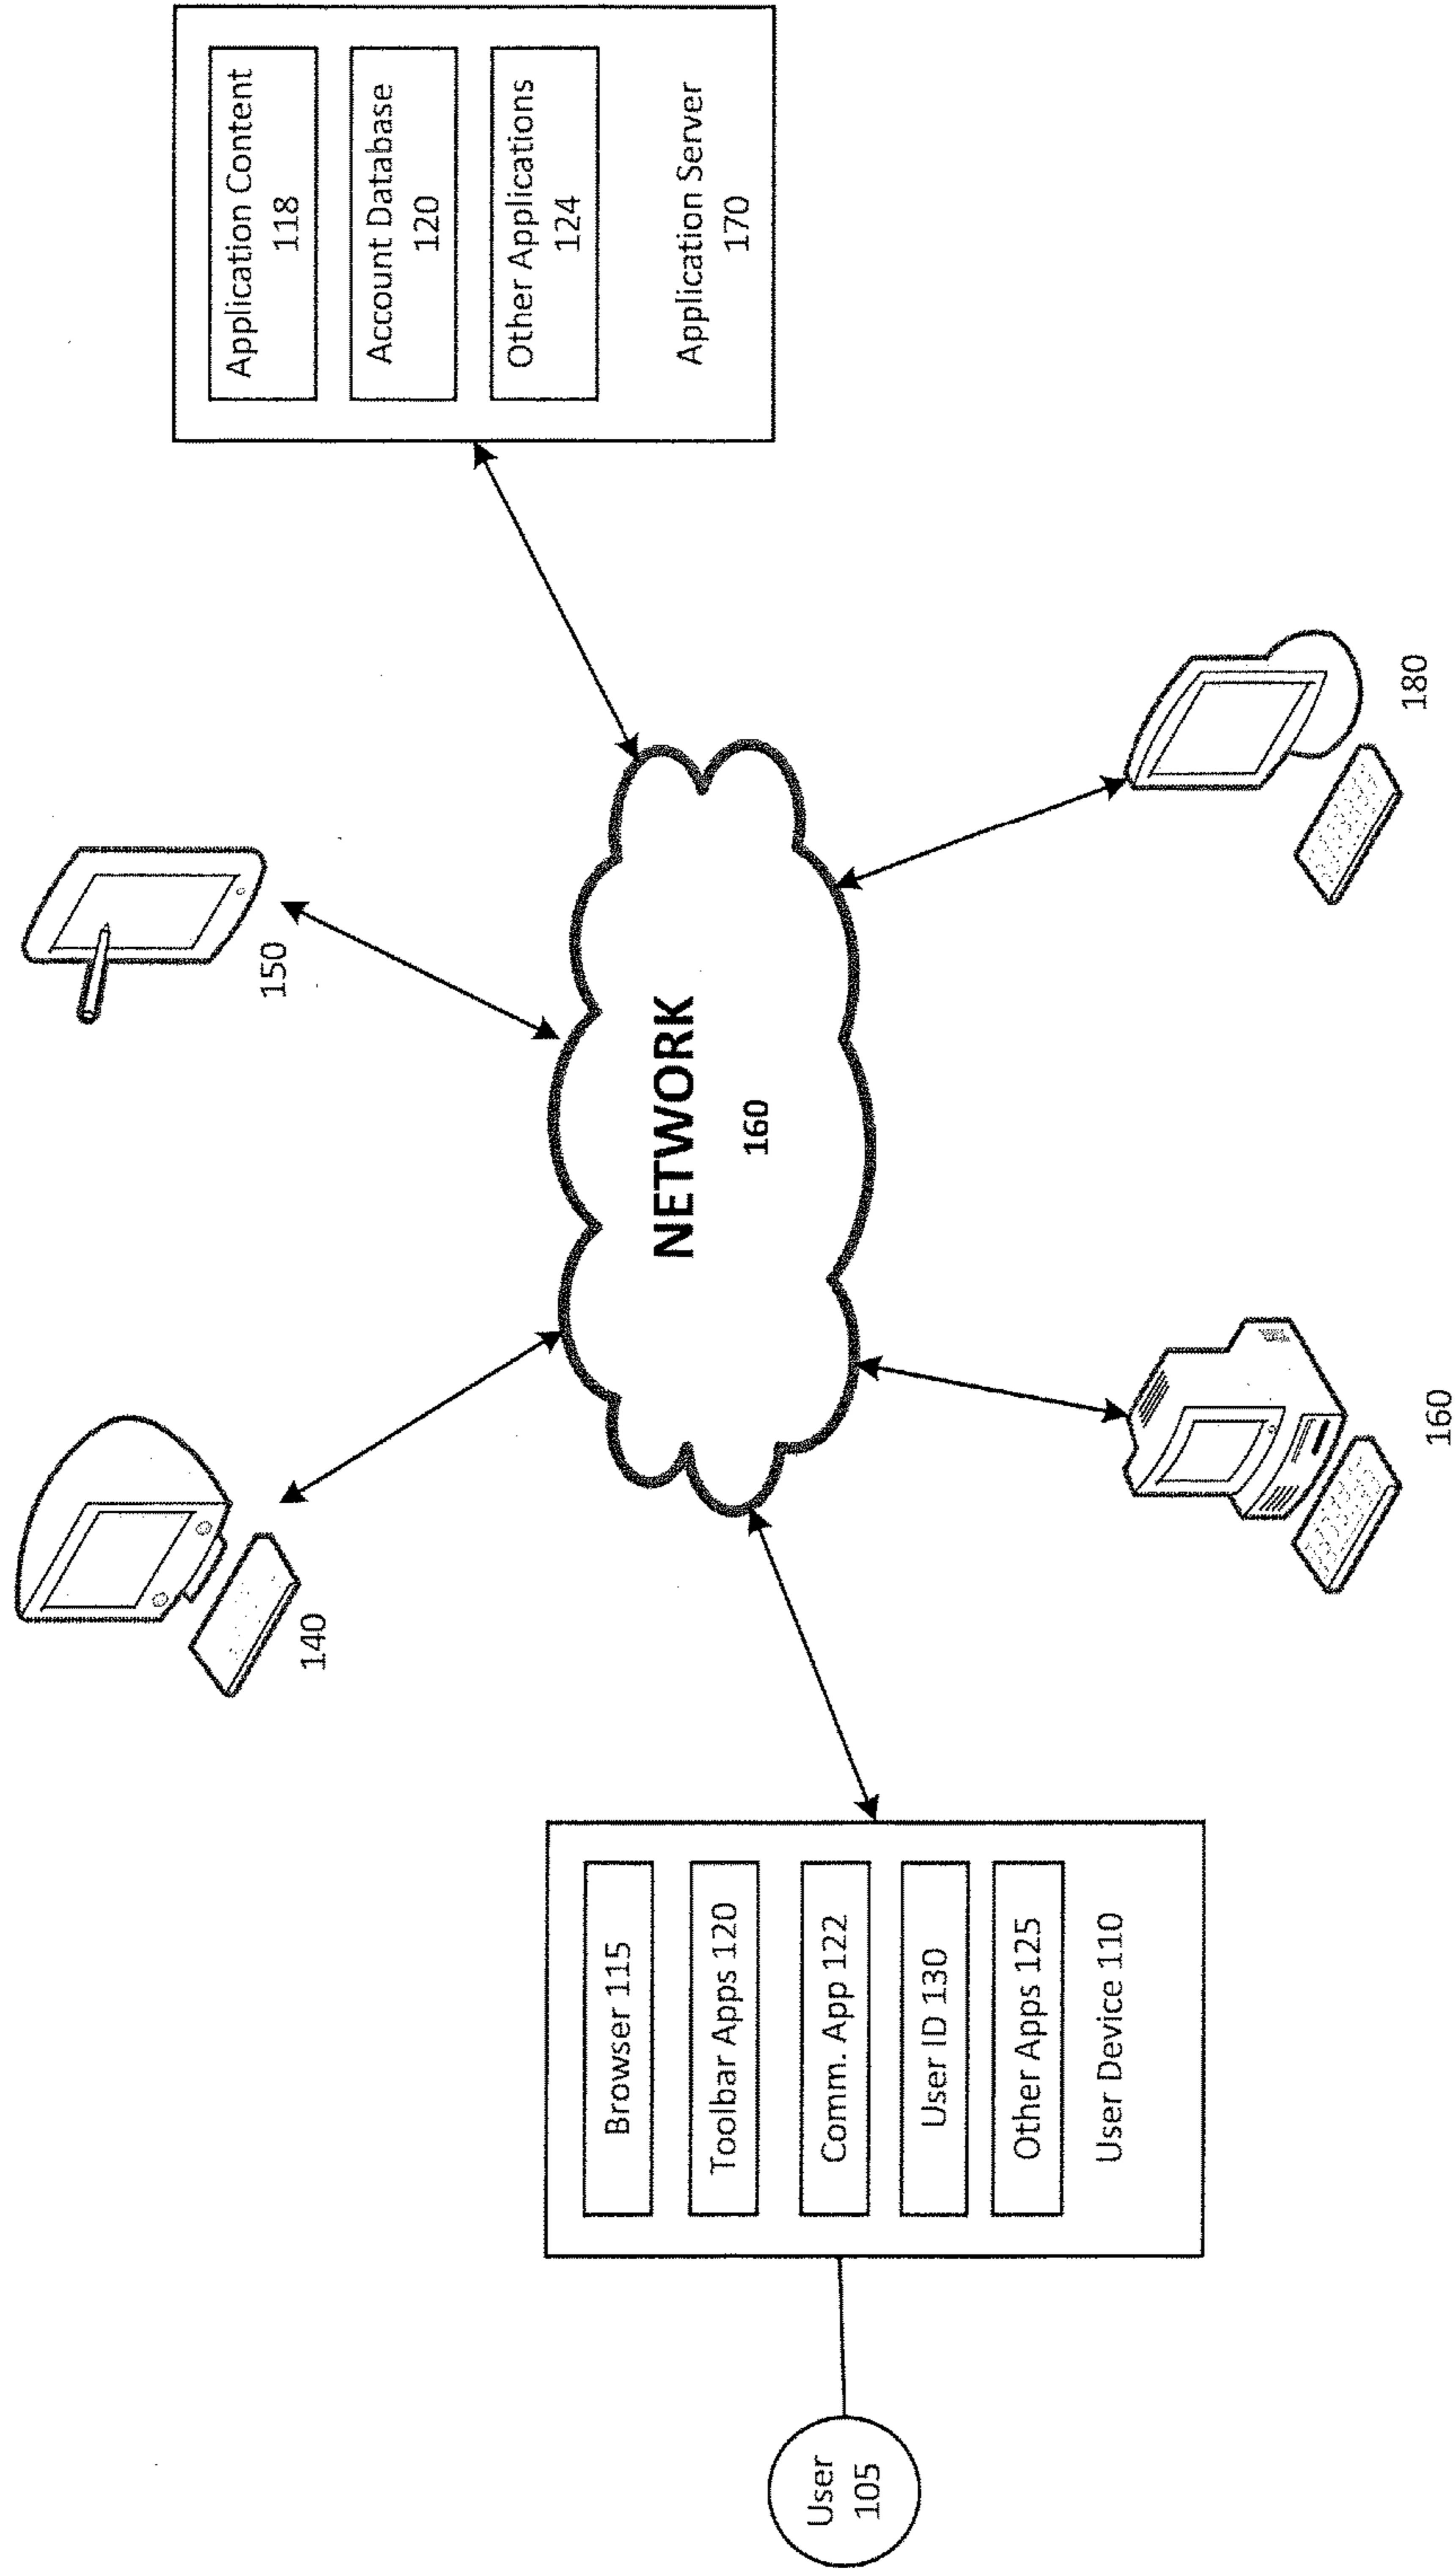 140
150
Application Content
118
Account Database
120
Other Applications
124
Application Server
170
NETWORK
160
Browser 115
Toolbar Apps 120
Comm. App 122
User ID 130
Other Apps 125
User Device 110
User
105
160
180